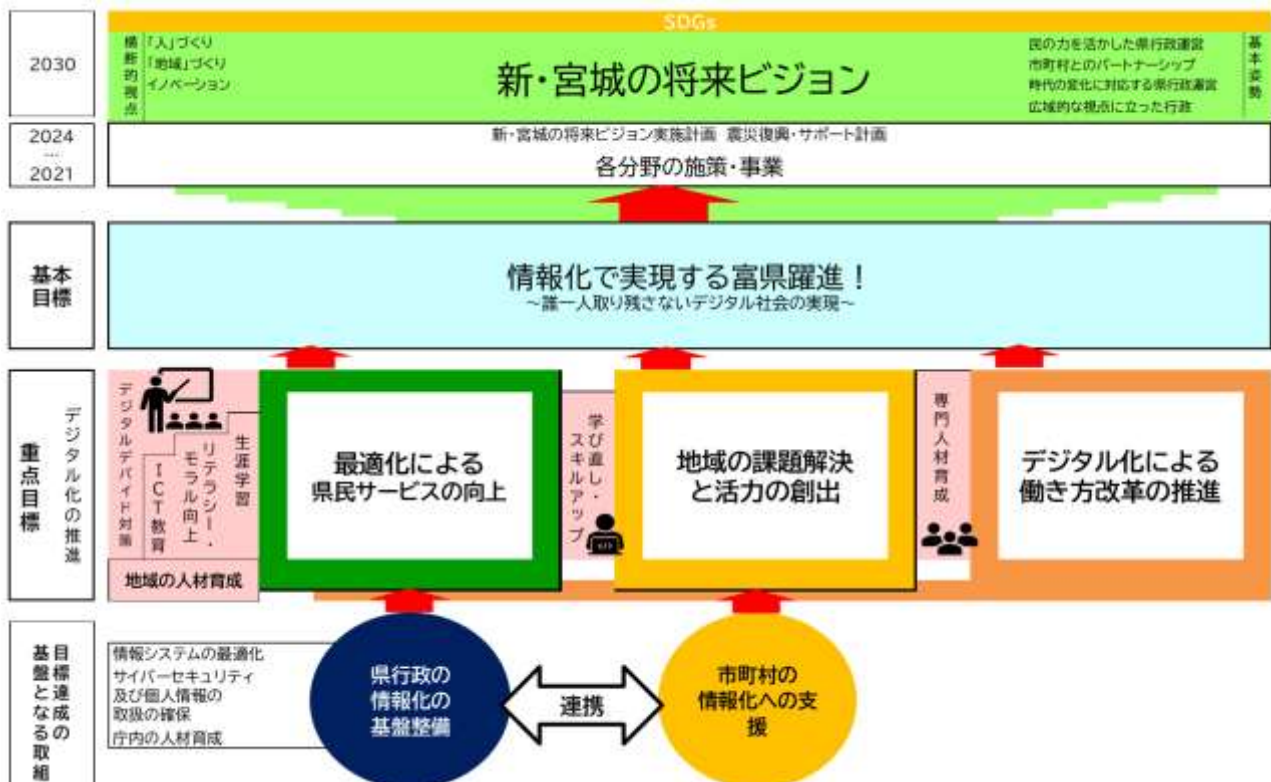 SDGs
2030
横断的視点
「人」づくり
「地域」づくり
イノベーション
新・宮城の将来ビジョン
民の力を活かした県行政運営
市町村とのパートナーシップ
時代の変化に対応する県行政運営
広域的な視点に立った行政
基本姿勢
2024
…
2021
新・宮城の将来ビジョン実施計画 震災復興・サポート計画
各分野の施策・事業
基本
目標
情報化で実現する富県躍進！
～誰一人取り残さないデジタル社会の実現～
重点目標
デジタル化の推進
デジタルデバイド対策
ICT教育
リテラシー・
モラル向上
生涯学習
地域の人材育成
最適化による
県民サービスの向上
学び直し・
スキルアップ
地域の課題解決
と活力の創出
専門人材育成
デジタル化による
働き方改革の推進
目標達成の
基盤となる取組
情報システムの最適化
サイバーセキュリティ
及び個人情報の
取扱の確保
庁内の人材育成
県行政の
情報化の
基盤整備
連携
市町村の
情報化への支
援